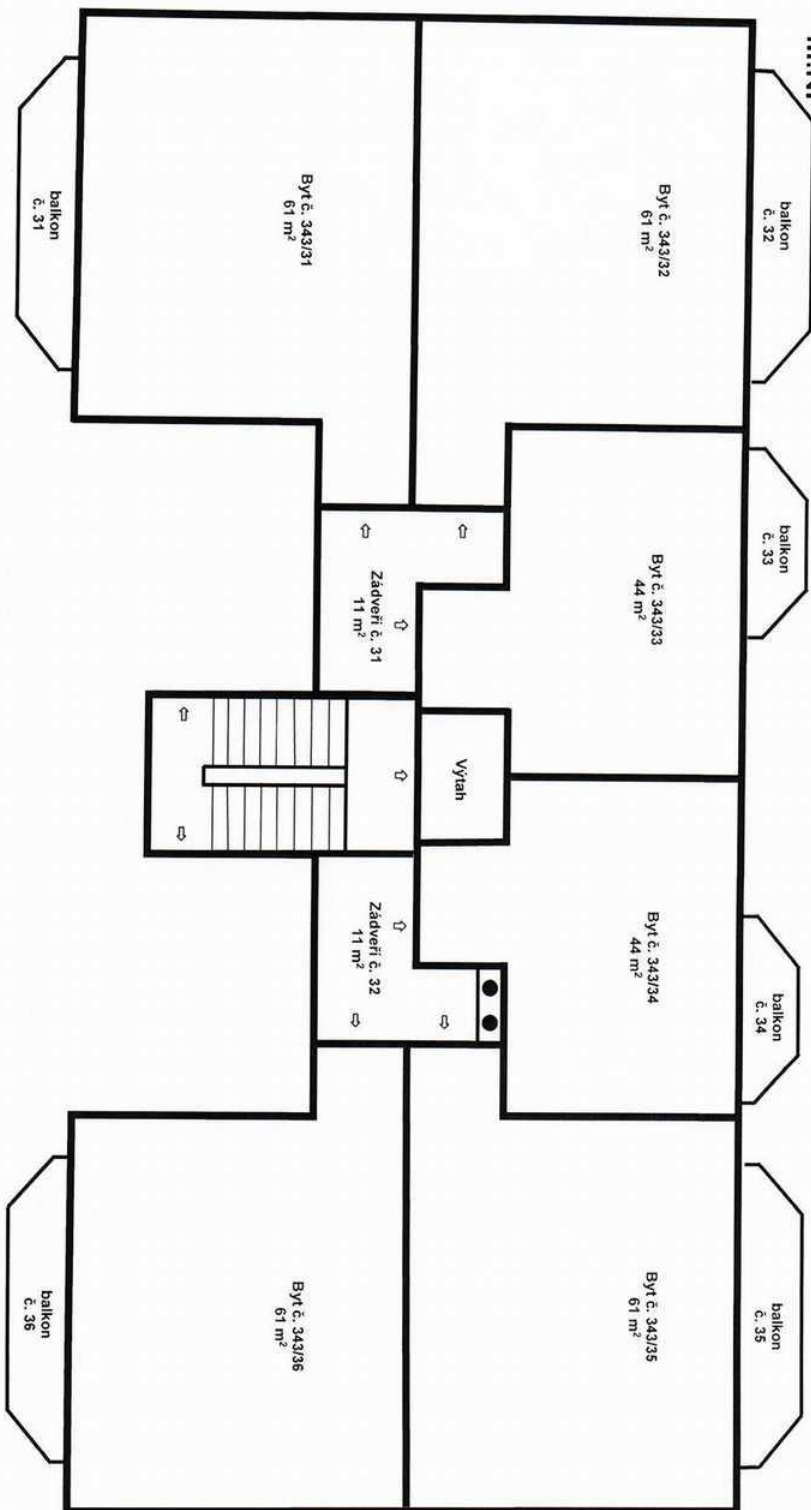 balkon
č. 32
balkon
č. 33
balkon
č. 34
balkon
č. 35
Byt č. 343/32
61 m²
Byt č. 343/33
44 m²
Byt č. 343/34
44 m²
Byt č. 343/35
61 m²
Výtah
Zádveří č. 31
11 m²
Zádveří č. 32
11 m²
Byt č. 343/31
61 m²
Byt č. 343/36
61 m²
balkon
č. 31
balkon
č. 36